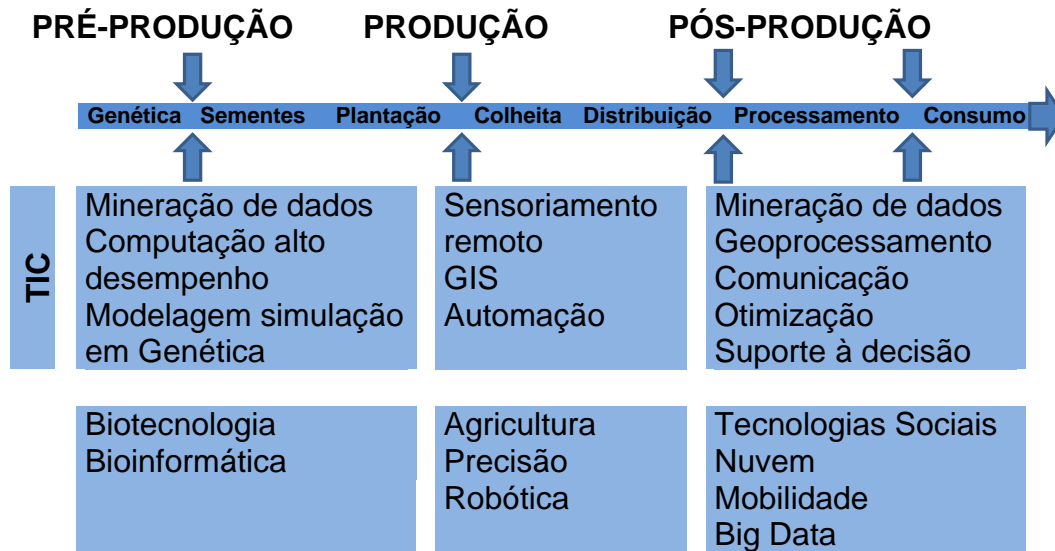 PRÉ-PRODUÇÃO PRODUÇÃO PÓS-PRODUÇÃO
Genética Sementes Plantação Colheita Distribuição Processamento Consumo
TIC
Mineração de dados
Computação alto
desempenho
Modelagem simulação
em Genética
Sensoriamento
remoto
GIS
Automação
Mineração de dados
Geoprocessamento
Comunicação
Otimização
Suporte à decisão
Biotecnologia
Bioinformática
Agricultura
Precisão
Robótica
Tecnologias Sociais
Nuvem
Mobilidade
Big Data